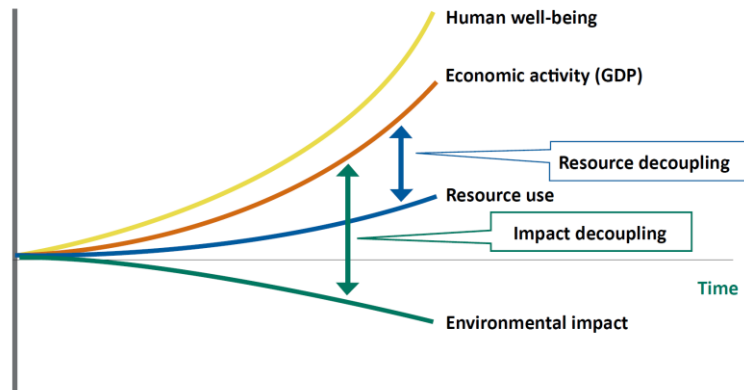 Human well-being
Economic activity (GDP)
Resource decoupling
Resource use
Impact decoupling
Time
Environmental impact